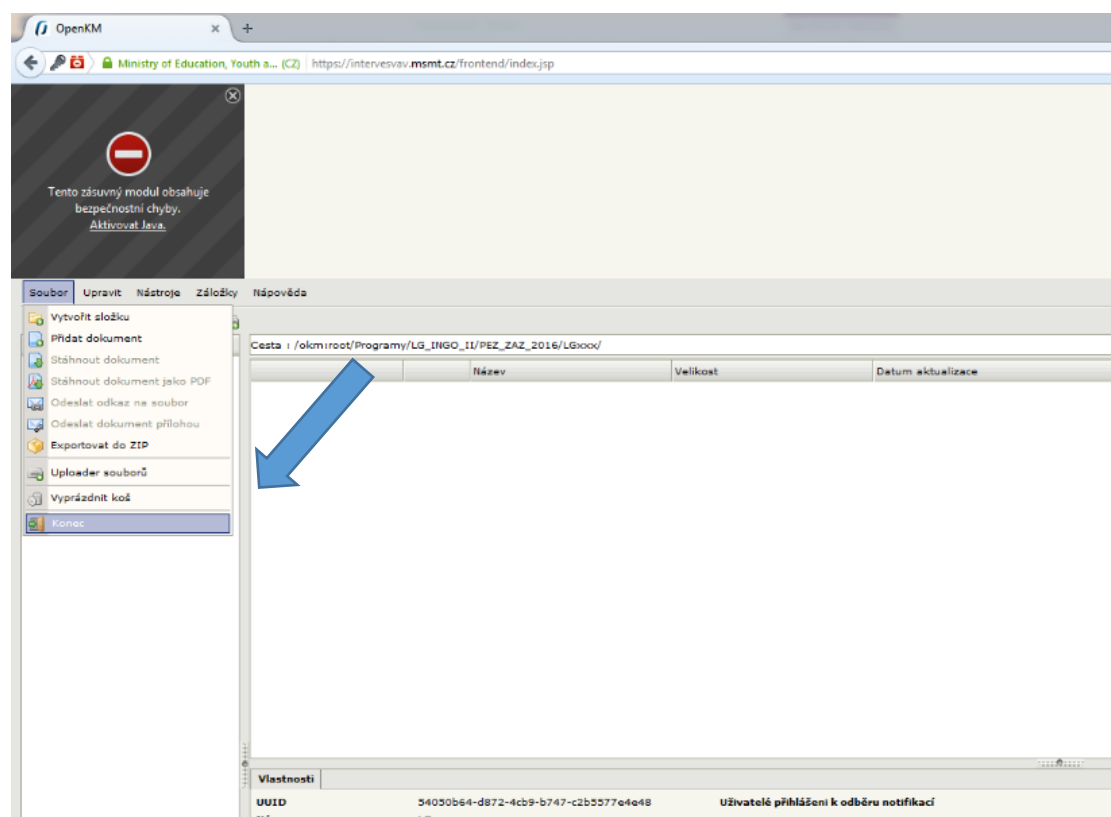 OpenKM
Ministry of Education, Youth a... (CZ) https://intervesvav.msmt.cz/frontend/index.jsp
Tento zásuvný modul obsahuje
bezpečnostní chyby.
Aktivovat Java.
Soubor Upravit Nástroje Záložky Nápověda
Vytvořit složku
Přidat dokument
Stáhnout dokument
Stáhnout dokument jako PDF
Odeslat odkaz na soubor
Odeslat dokument přílohou
Exportovat do ZIP
Uploader souborů
Vyprázdnit koš
Konec
Cesta : /okm:root/Programy/LG_INGO_II/PEZ_ZAZ_2016/LGxxx/
Název Velikost Datum aktualizace
Vlastnosti
UUID 54050b64-d872-4cb9-b747-c2b5577e4e48 Uživatelé přihlášeni k odběru notifikací